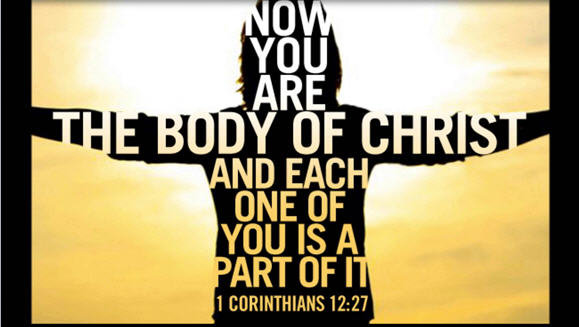 NOW
YOU
ARE
THE BODY OF CHRIST
AND EACH
ONE OF
YOU IS A
PART OF IT
1 CORINTHIANS 12:27